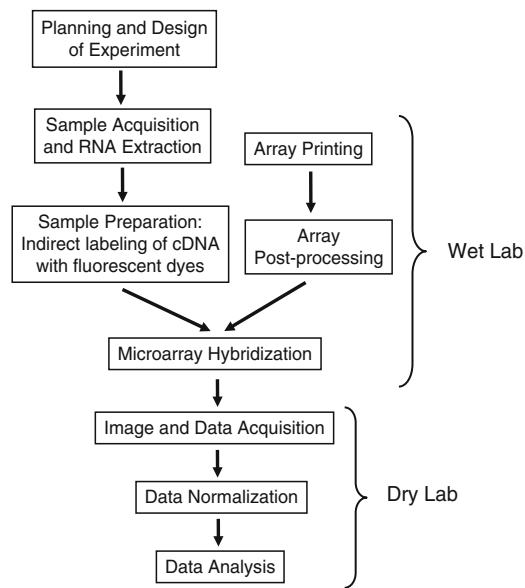 Planning and Design
of Experiment
Sample Acquisition
and RNA Extraction
Array Printing
Sample Preparation:
Indirect labeling of cDNA
with fluorescent dyes
Array
Post-processing
Wet Lab
Microarray Hybridization
Image and Data Acquisition
Data Normalization
Dry Lab
Data Analysis